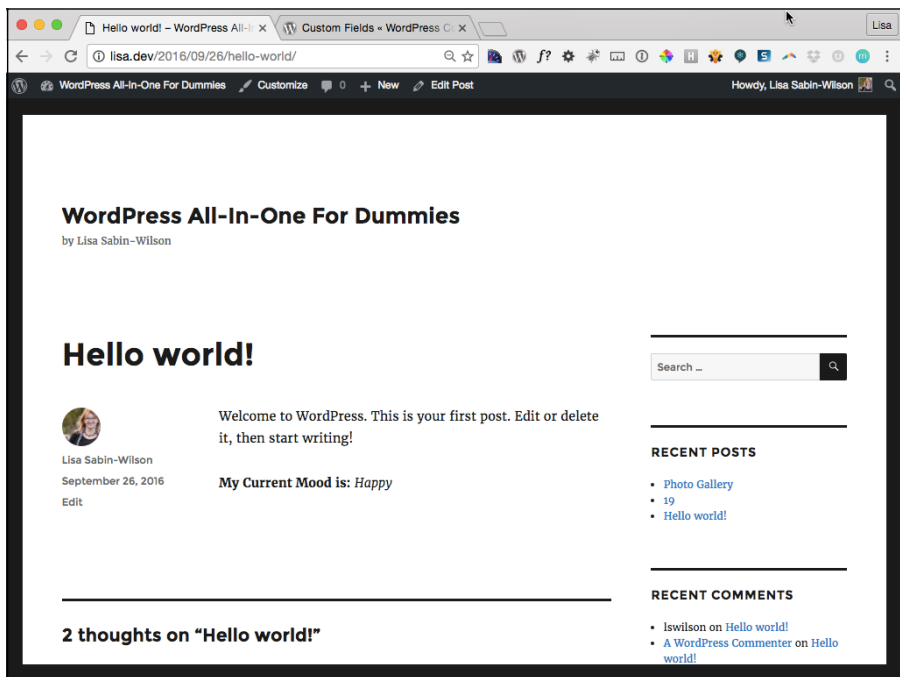 Hello world! – WordPress All-I
Custom Fields « WordPress C
Lisa
lisa.dev/2016/09/26/hello-world/
f?
H
S
m
WordPress All-In-One For Dummies
Customize
0
New
Edit Post
Howdy, Lisa Sabin-Wilson
WordPress All-In-One For Dummies
by Lisa Sabin-Wilson
Hello world!
Lisa Sabin-Wilson
September 26, 2016
Edit
Welcome to WordPress. This is your first post. Edit or delete
it, then start writing!
My Current Mood is: Happy
2 thoughts on “Hello world!”
Search …
RECENT POSTS
Photo Gallery
19
Hello world!
RECENT COMMENTS
lswilson on Hello world!
A WordPress Commenter on Hello
world!